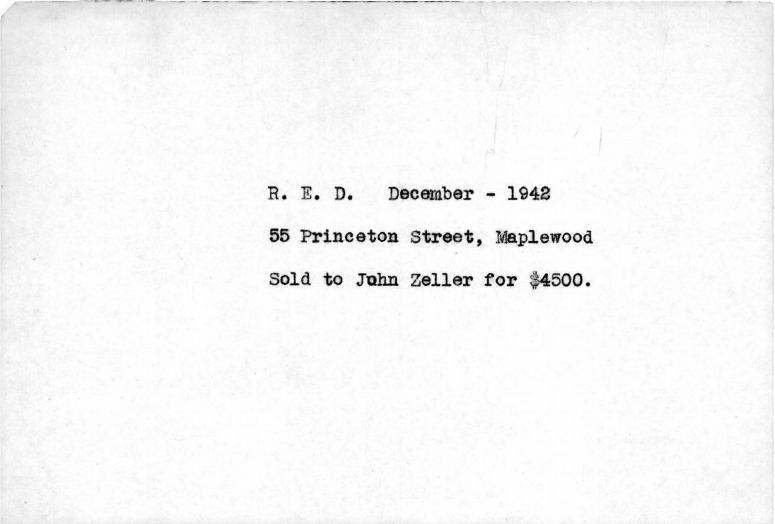 R. E. D. December - 1942
55 Princeton Street, Maplewood
Sold to John Zeller for $4500.